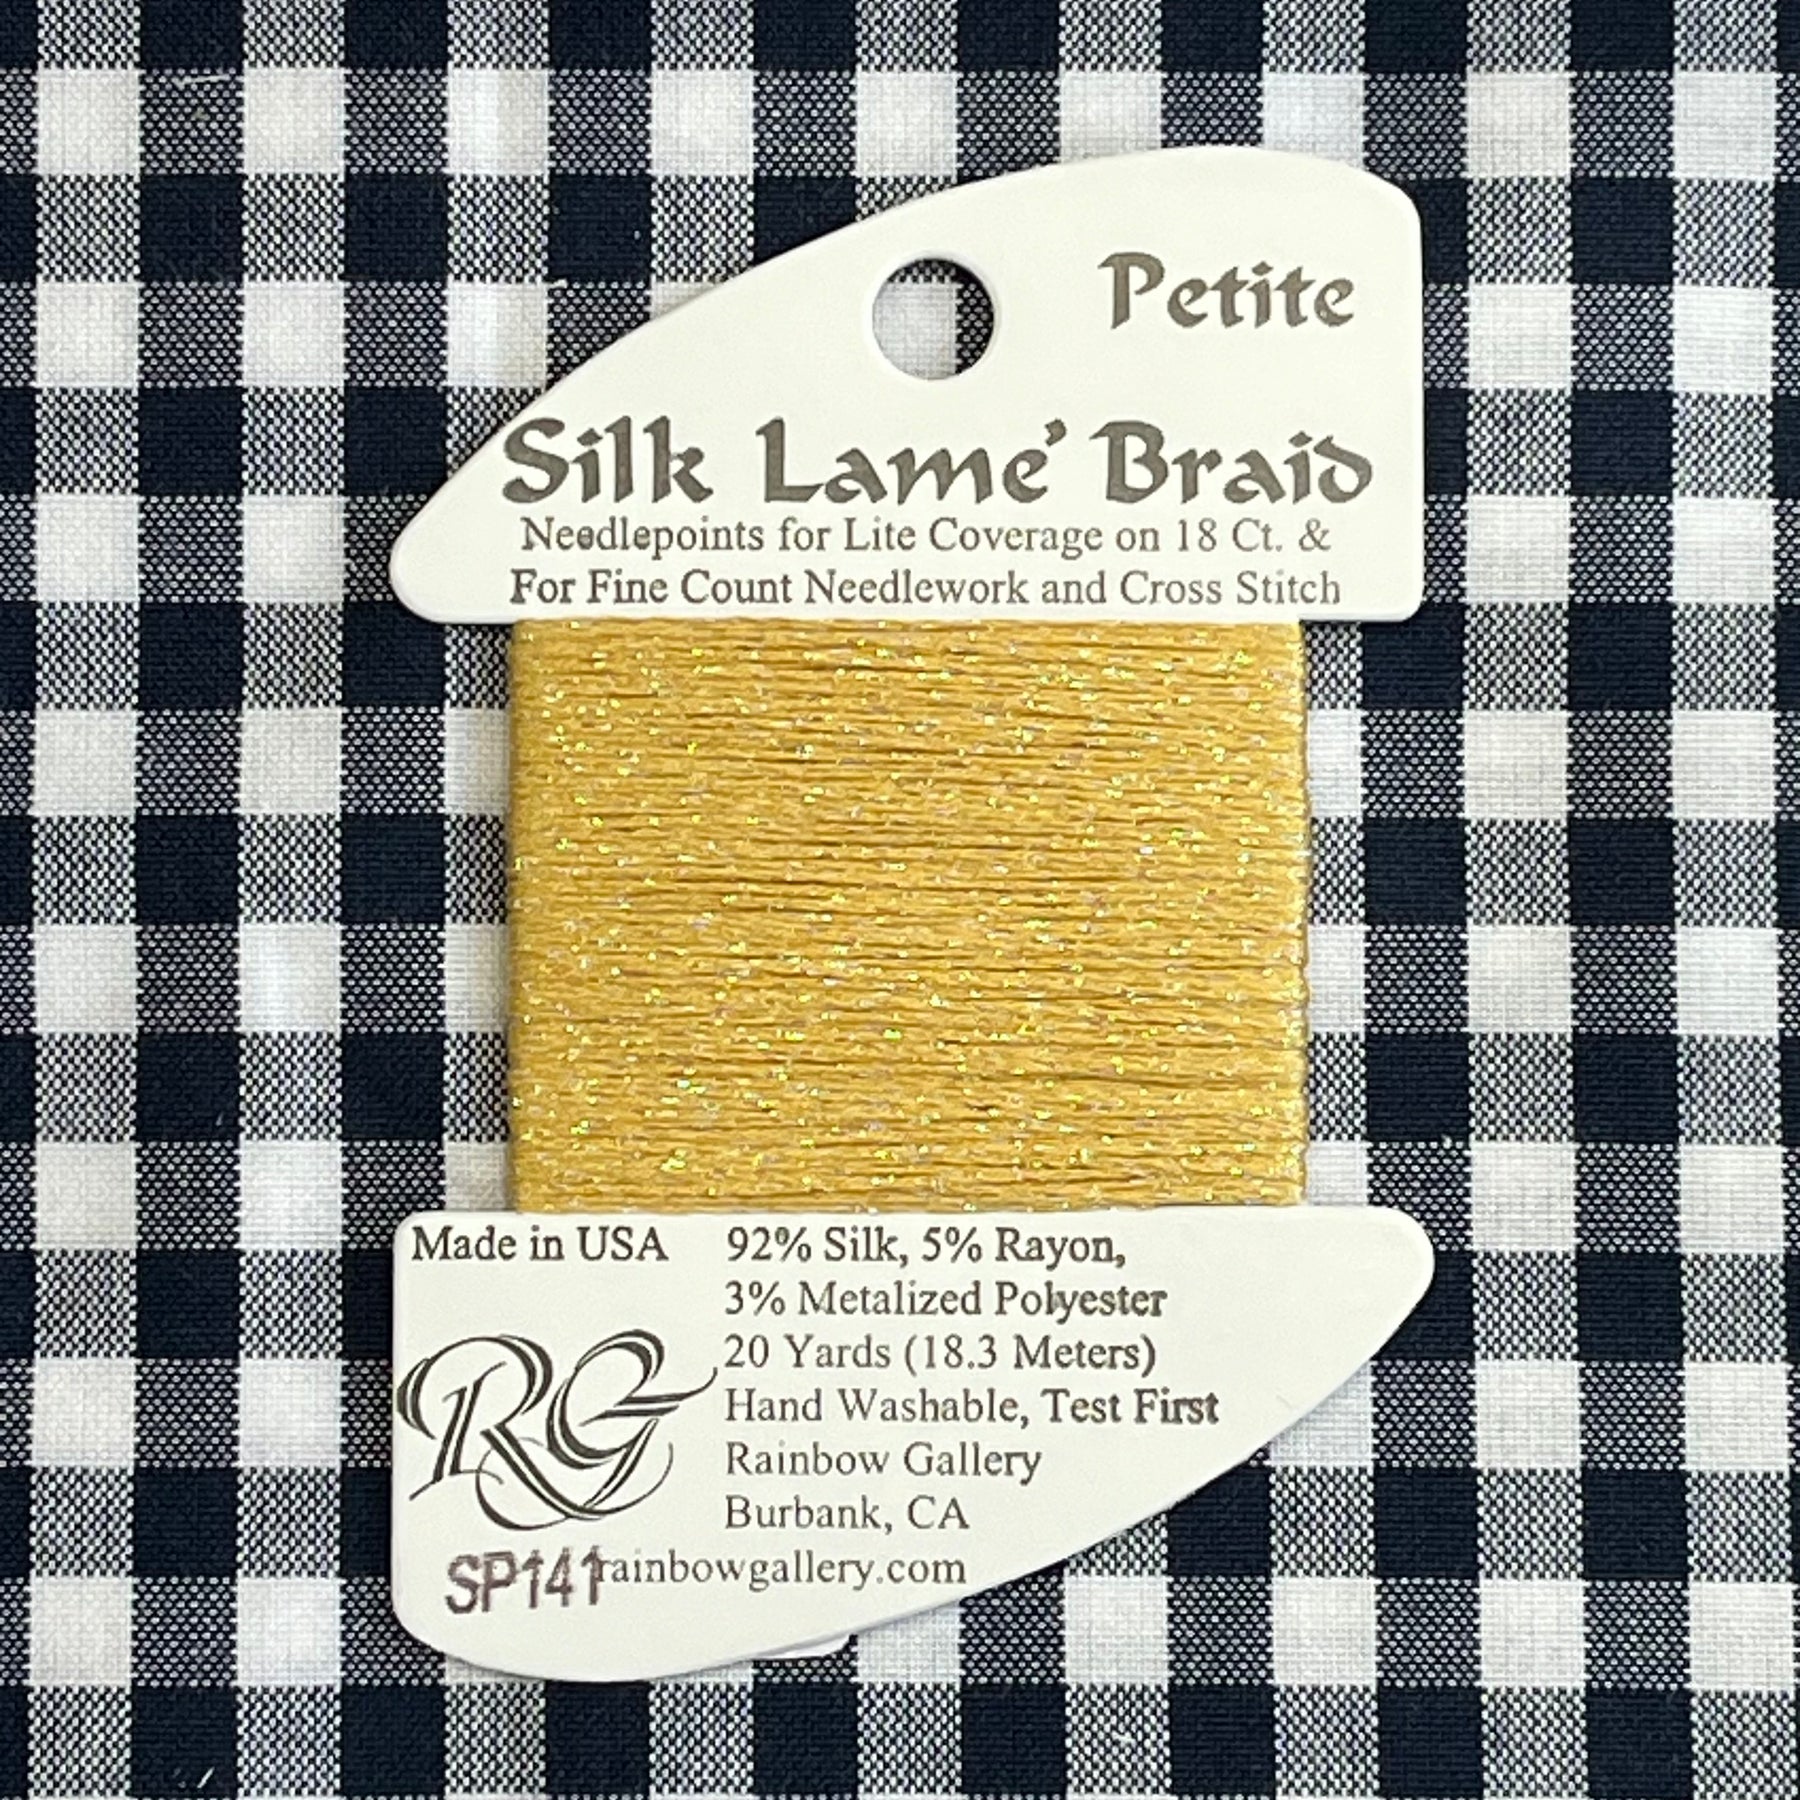 Petite
Silk Lamé Braid
Needlepoints for Lite Coverage on 18 Ct. &
For Fine Count Needlework and Cross Stitch
Made in USA
92% Silk, 5% Rayon,
3% Metalized Polyester
20 Yards (18.3 Meters)
Hand Washable, Test First
Rainbow Gallery
Burbank, CA
rainbowgallery.com
RG
SP141